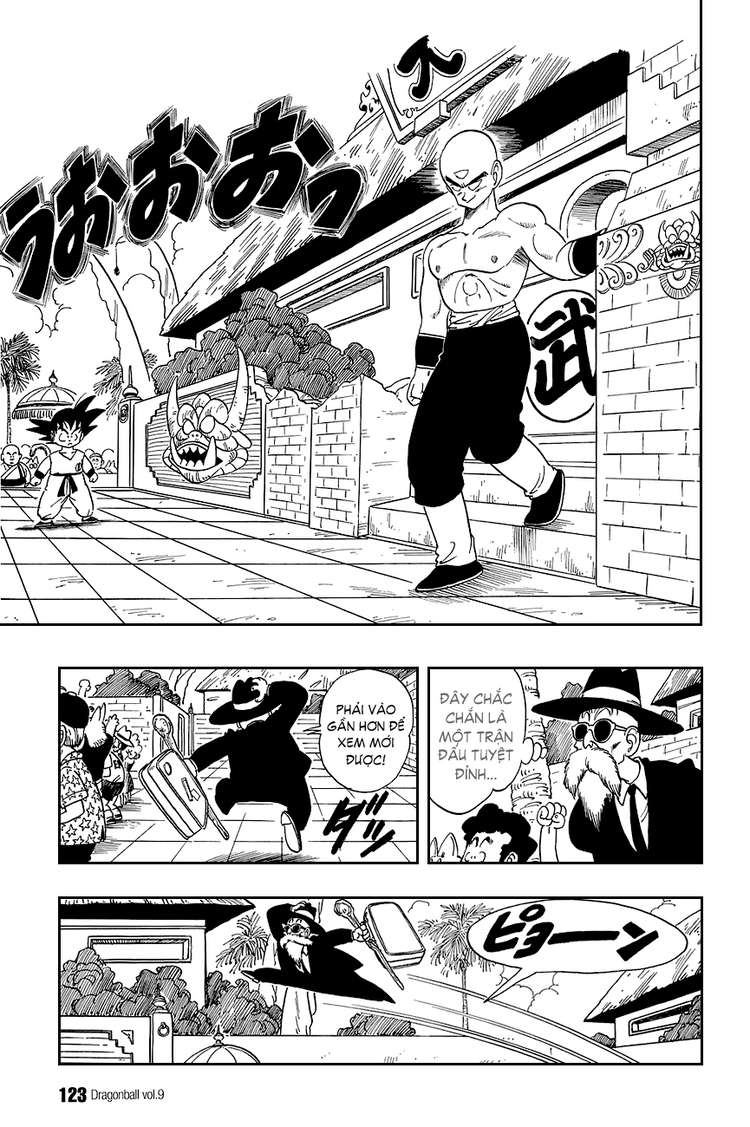 うおおおっ
武
ĐÂY CHẮC
CHẮN LÀ
MỘT TRẬN
ĐẤU TUYỆT
ĐỈNH...
PHẢI VÀO
GẦN HƠN ĐỂ
XEM MỚI
ĐƯỢC!
ダッ
ピョーーン
123 Dragonball vol.9